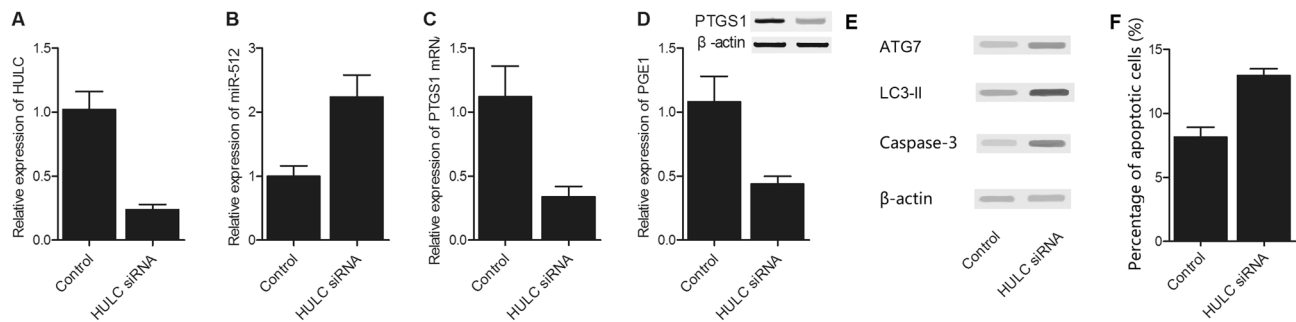 A
Relative expression of HULC
1.5
1.0
0.5
0.0
Control
HULC siRNA
B
Relative expression of miR-512
3
2
1
0
Control
HULC siRNA
C
Relative expression of PTGS1 mRNA
1.5
1.0
0.5
0.0
Control
HULC siRNA
D
PTGS1
β -actin
Relative expression of PGE1
1.5
1.0
0.5
0.0
Control
HULC siRNA
E
ATG7
LC3-II
Caspase-3
β-actin
Control
HULC siRNA
F
Percentage of apoptotic cells (%)
15
10
5
0
Control
HULC siRNA